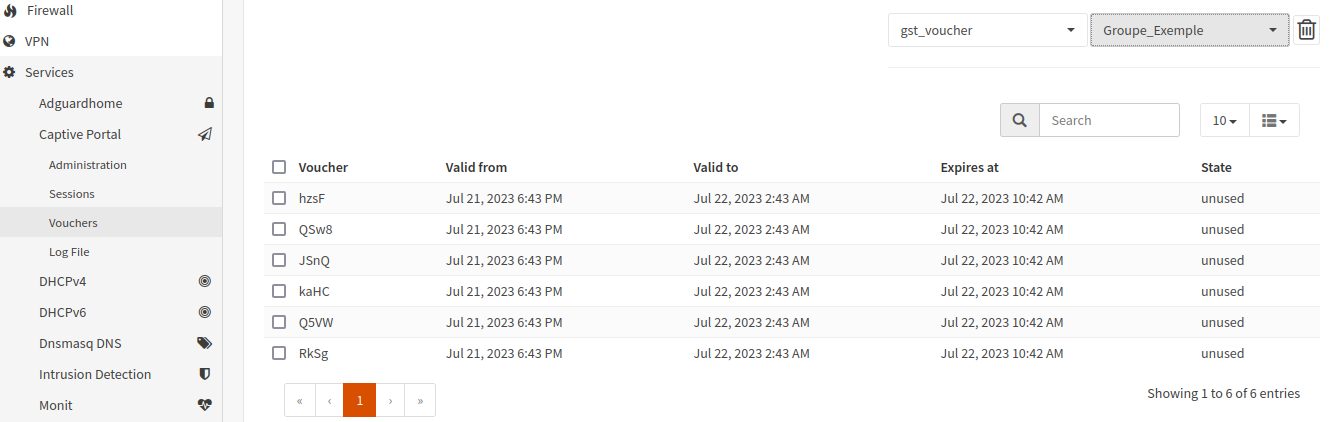 Firewall
VPN
Services
Adguardhome
Captive Portal
Administration
Sessions
Vouchers
Log File
DHCPv4
DHCPv6
Dnsmasq DNS
Intrusion Detection
Monit
gst_voucher Groupe_Exemple
Search 10
Voucher Valid from Valid to Expires at State
hzsF Jul 21, 2023 6:43 PM Jul 22, 2023 2:43 AM Jul 22, 2023 10:42 AM unused
QSw8 Jul 21, 2023 6:43 PM Jul 22, 2023 2:43 AM Jul 22, 2023 10:42 AM unused
JSnQ Jul 21, 2023 6:43 PM Jul 22, 2023 2:43 AM Jul 22, 2023 10:42 AM unused
kaHC Jul 21, 2023 6:43 PM Jul 22, 2023 2:43 AM Jul 22, 2023 10:42 AM unused
Q5VW Jul 21, 2023 6:43 PM Jul 22, 2023 2:43 AM Jul 22, 2023 10:42 AM unused
RkSg Jul 21, 2023 6:43 PM Jul 22, 2023 2:43 AM Jul 22, 2023 10:42 AM unused
« ‹ 1 › »
Showing 1 to 6 of 6 entries